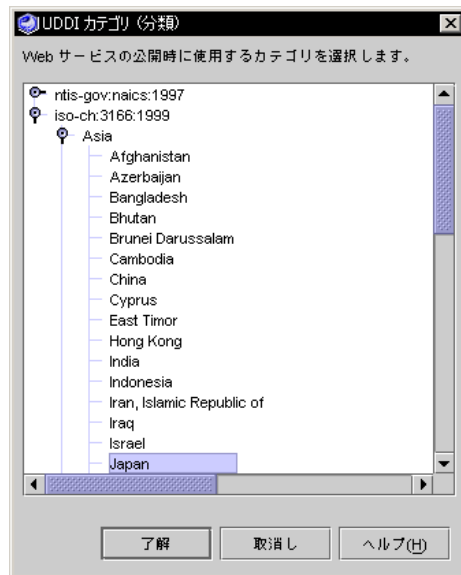 UDDI カテゴリ（分類）
Web サービスの公開時に使用するカテゴリを選択します。
ntis-gov:naics:1997
iso-ch:3166:1999
Asia
Afghanistan
Azerbaijan
Bangladesh
Bhutan
Brunei Darussalam
Cambodia
China
Cyprus
East Timor
Hong Kong
India
Indonesia
Iran, Islamic Republic of
Iraq
Israel
Japan
了解 取消し ヘルプ(H)